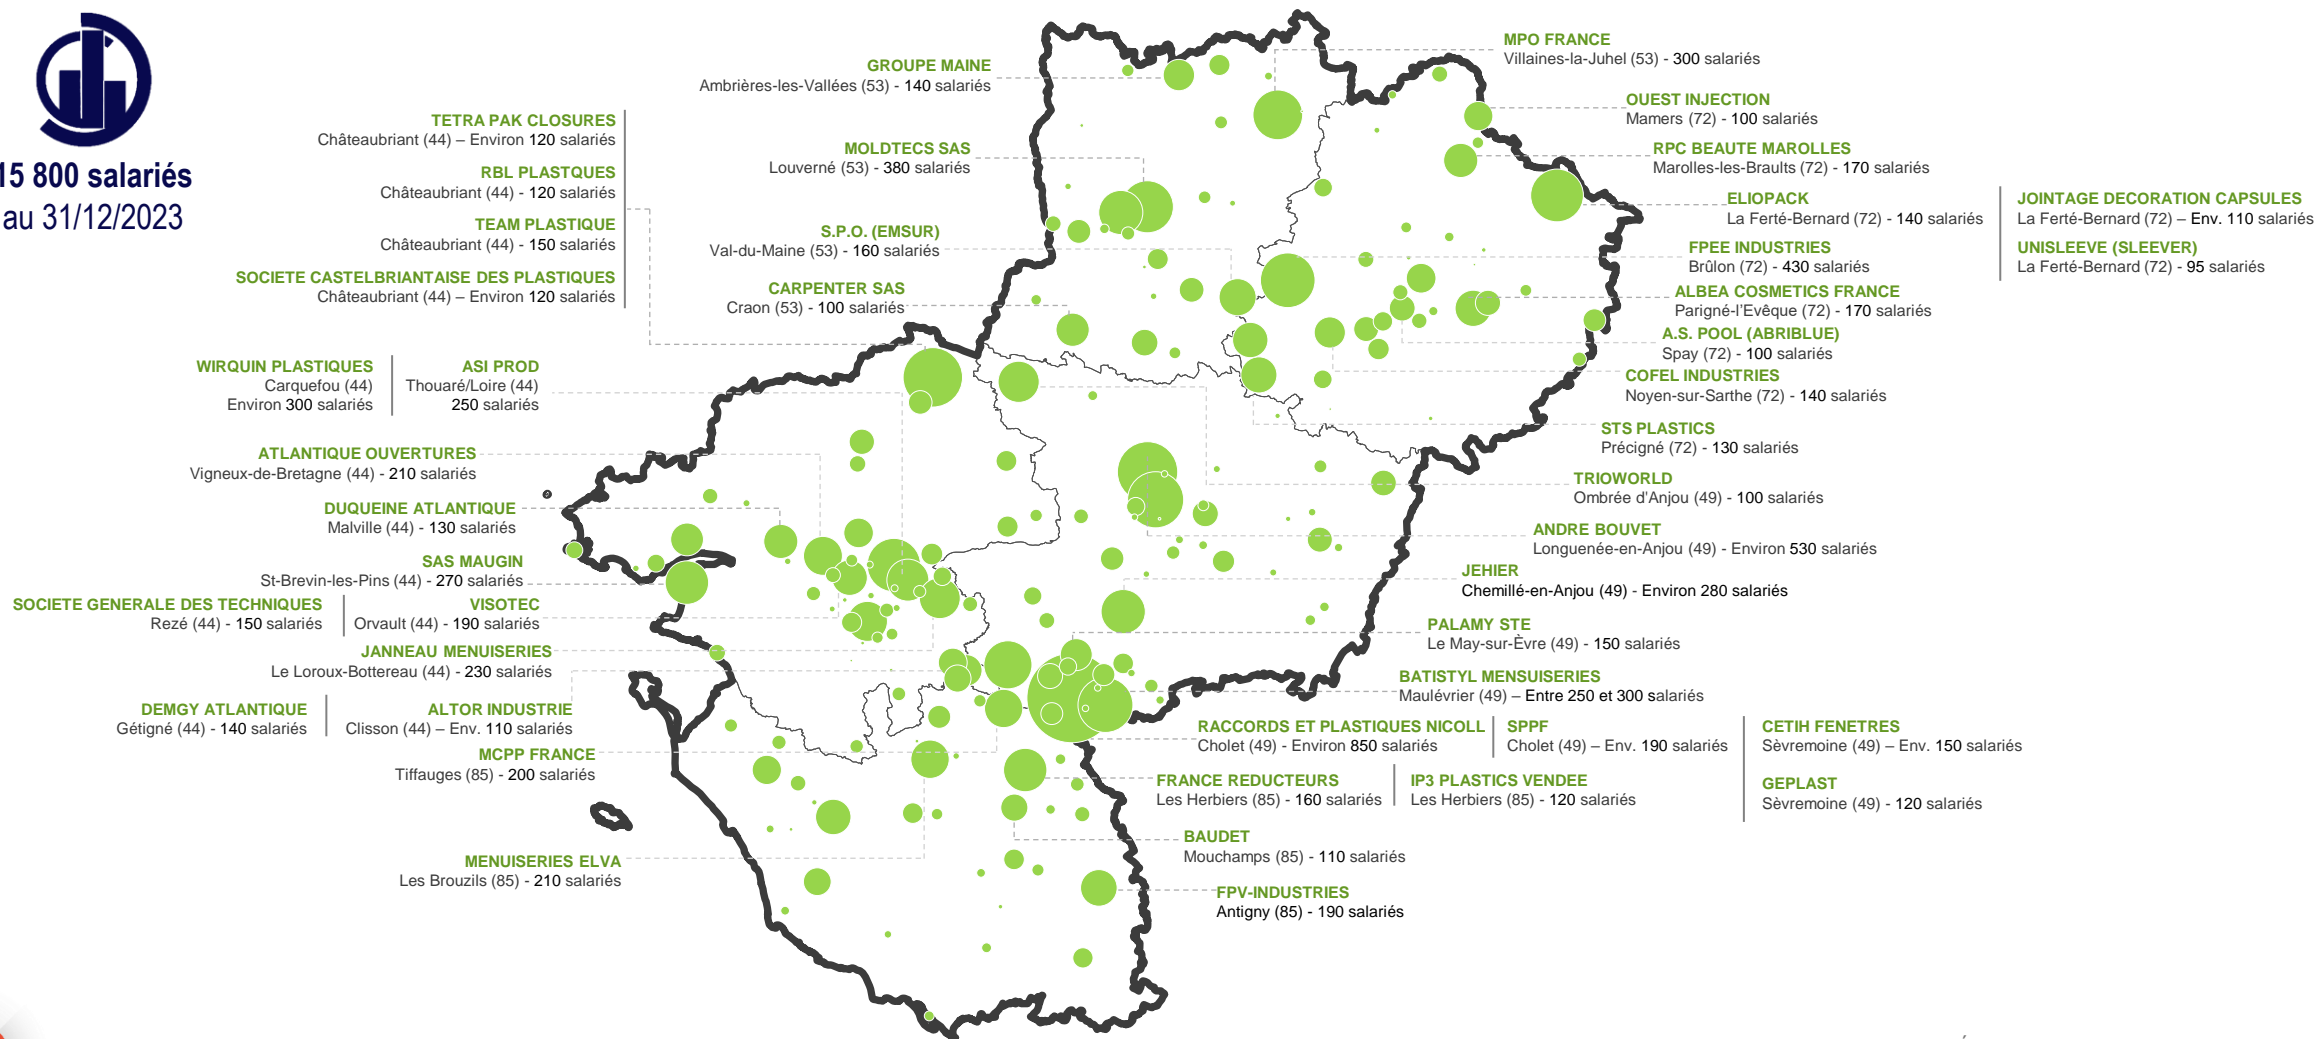 15 800 salariés
au 31/12/2023
TETRA PAK CLOSURES
Châteaubriant (44) – Environ 120 salariés
RBL PLASTQUES
Châteaubriant (44) - 120 salariés
TEAM PLASTIQUE
Châteaubriant (44) - 150 salariés
SOCIETE CASTELBRIANTAISE DES PLASTIQUES
Châteaubriant (44) – Environ 120 salariés
WIRQUIN PLASTIQUES
Carquefou (44)
Environ 300 salariés
ASI PROD
Thouaré/Loire (44)
250 salariés
ATLANTIQUE OUVERTURES
Vigneux-de-Bretagne (44) - 210 salariés
DUQUEINE ATLANTIQUE
Malville (44) - 130 salariés
SAS MAUGIN
St-Brevin-les-Pins (44) - 270 salariés
SOCIETE GENERALE DES TECHNIQUES
Rezé (44) - 150 salariés
VISOTEC
Orvault (44) - 190 salariés
JANNEAU MENUISERIES
Le Loroux-Bottereau (44) - 230 salariés
DEMGY ATLANTIQUE
Gétigné (44) - 140 salariés
ALTOR INDUSTRIE
Clisson (44) – Env. 110 salariés
MCPP FRANCE
Tiffauges (85) - 200 salariés
MENUISERIES ELVA
Les Brouzils (85) - 210 salariés
GROUPE MAINE
Ambrières-les-Vallées (53) - 140 salariés
MOLDTECS SAS
Louverné (53) - 380 salariés
S.P.O. (EMSUR)
Val-du-Maine (53) - 160 salariés
CARPENTER SAS
Craon (53) - 100 salariés
MPO FRANCE
Villaines-la-Juhel (53) - 300 salariés
OUEST INJECTION
Mamers (72) - 100 salariés
RPC BEAUTE MAROLLES
Marolles-les-Braults (72) - 170 salariés
ELIOPACK
La Ferté-Bernard (72) - 140 salariés
JOINTAGE DECORATION CAPSULES
La Ferté-Bernard (72) – Env. 110 salariés
UNISLEEVE (SLEEVER)
La Ferté-Bernard (72) - 95 salariés
FPEE INDUSTRIES
Brûlon (72) - 430 salariés
ALBEA COSMETICS FRANCE
Parigné-l'Evêque (72) - 170 salariés
A.S. POOL (ABRIBLUE)
Spay (72) - 100 salariés
COFEL INDUSTRIES
Noyen-sur-Sarthe (72) - 140 salariés
STS PLASTICS
Précigné (72) - 130 salariés
TRIOWORLD
Ombrée d'Anjou (49) - 100 salariés
ANDRE BOUVET
Longuenée-en-Anjou (49) - Environ 530 salariés
JEHIER
Chemillé-en-Anjou (49) - Environ 280 salariés
PALAMY STE
Le May-sur-Èvre (49) - 150 salariés
BATISTYL MENSUISERIES
Maulévrier (49) – Entre 250 et 300 salariés
RACCORDS ET PLASTIQUES NICOLL
Cholet (49) - Environ 850 salariés
SPPF
Cholet (49) – Env. 190 salariés
CETIH FENETRES
Sèvremoine (49) – Env. 150 salariés
FRANCE REDUCTEURS
Les Herbiers (85) - 160 salariés
IP3 PLASTICS VENDEE
Les Herbiers (85) - 120 salariés
GEPLAST
Sèvremoine (49) - 120 salariés
BAUDET
Mouchamps (85) - 110 salariés
FPV-INDUSTRIES
Antigny (85) - 190 salariés